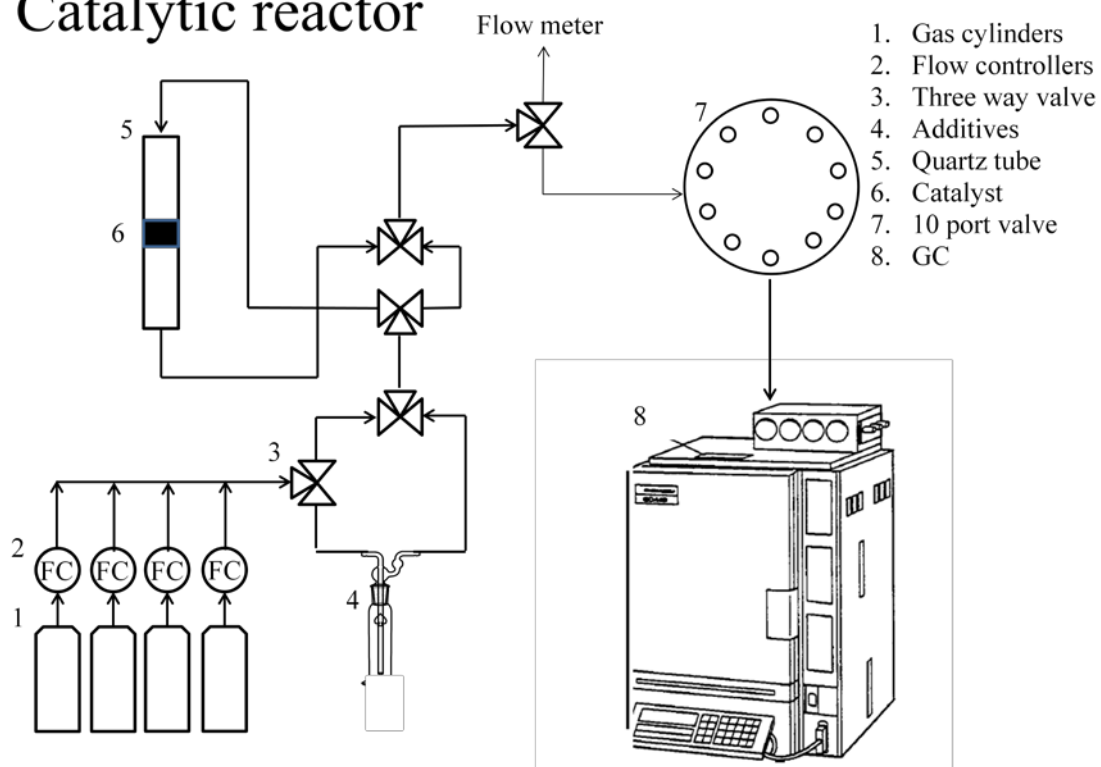 Catalytic reactor
Flow meter
1. Gas cylinders
2. Flow controllers
3. Three way valve
4. Additives
5. Quartz tube
6. Catalyst
7. 10 port valve
8. GC
5
7
6
8
3
2
FC FC FC FC
4
1